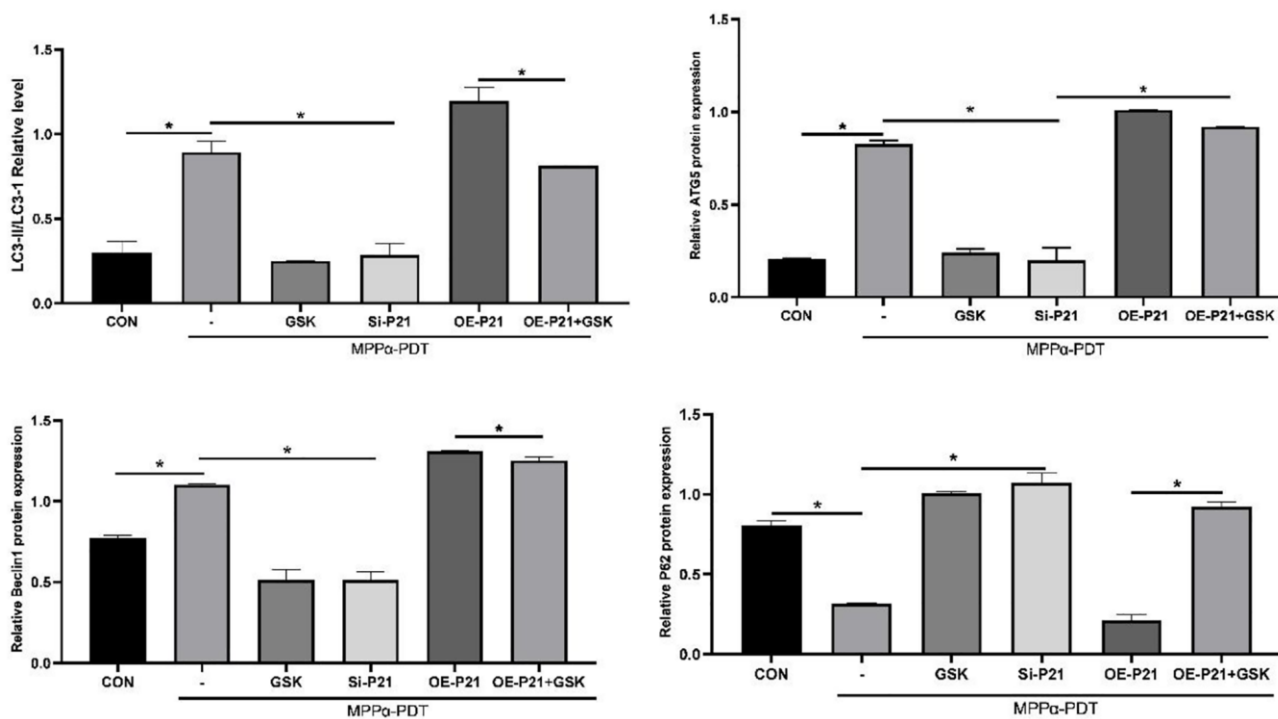 LC3-II/LC3-1 Relative level
1.5
1.0
0.5
0.0
*
*
*
CON
-
GSK
Si-P21
OE-P21
OE-P21+GSK
MPPα-PDT
Relative ATG5 protein expression
1.5
1.0
0.5
0.0
*
*
*
CON
-
GSK
Si-P21
OE-P21
OE-P21+GSK
MPPα-PDT
Relative Beclin1 protein expression
1.5
1.0
0.5
0.0
*
*
*
CON
-
GSK
Si-P21
OE-P21
OE-P21+GSK
MPPα-PDT
Relative P62 protein expression
1.5
1.0
0.5
0.0
*
*
*
CON
-
GSK
Si-P21
OE-P21
OE-P21+GSK
MPPα-PDT